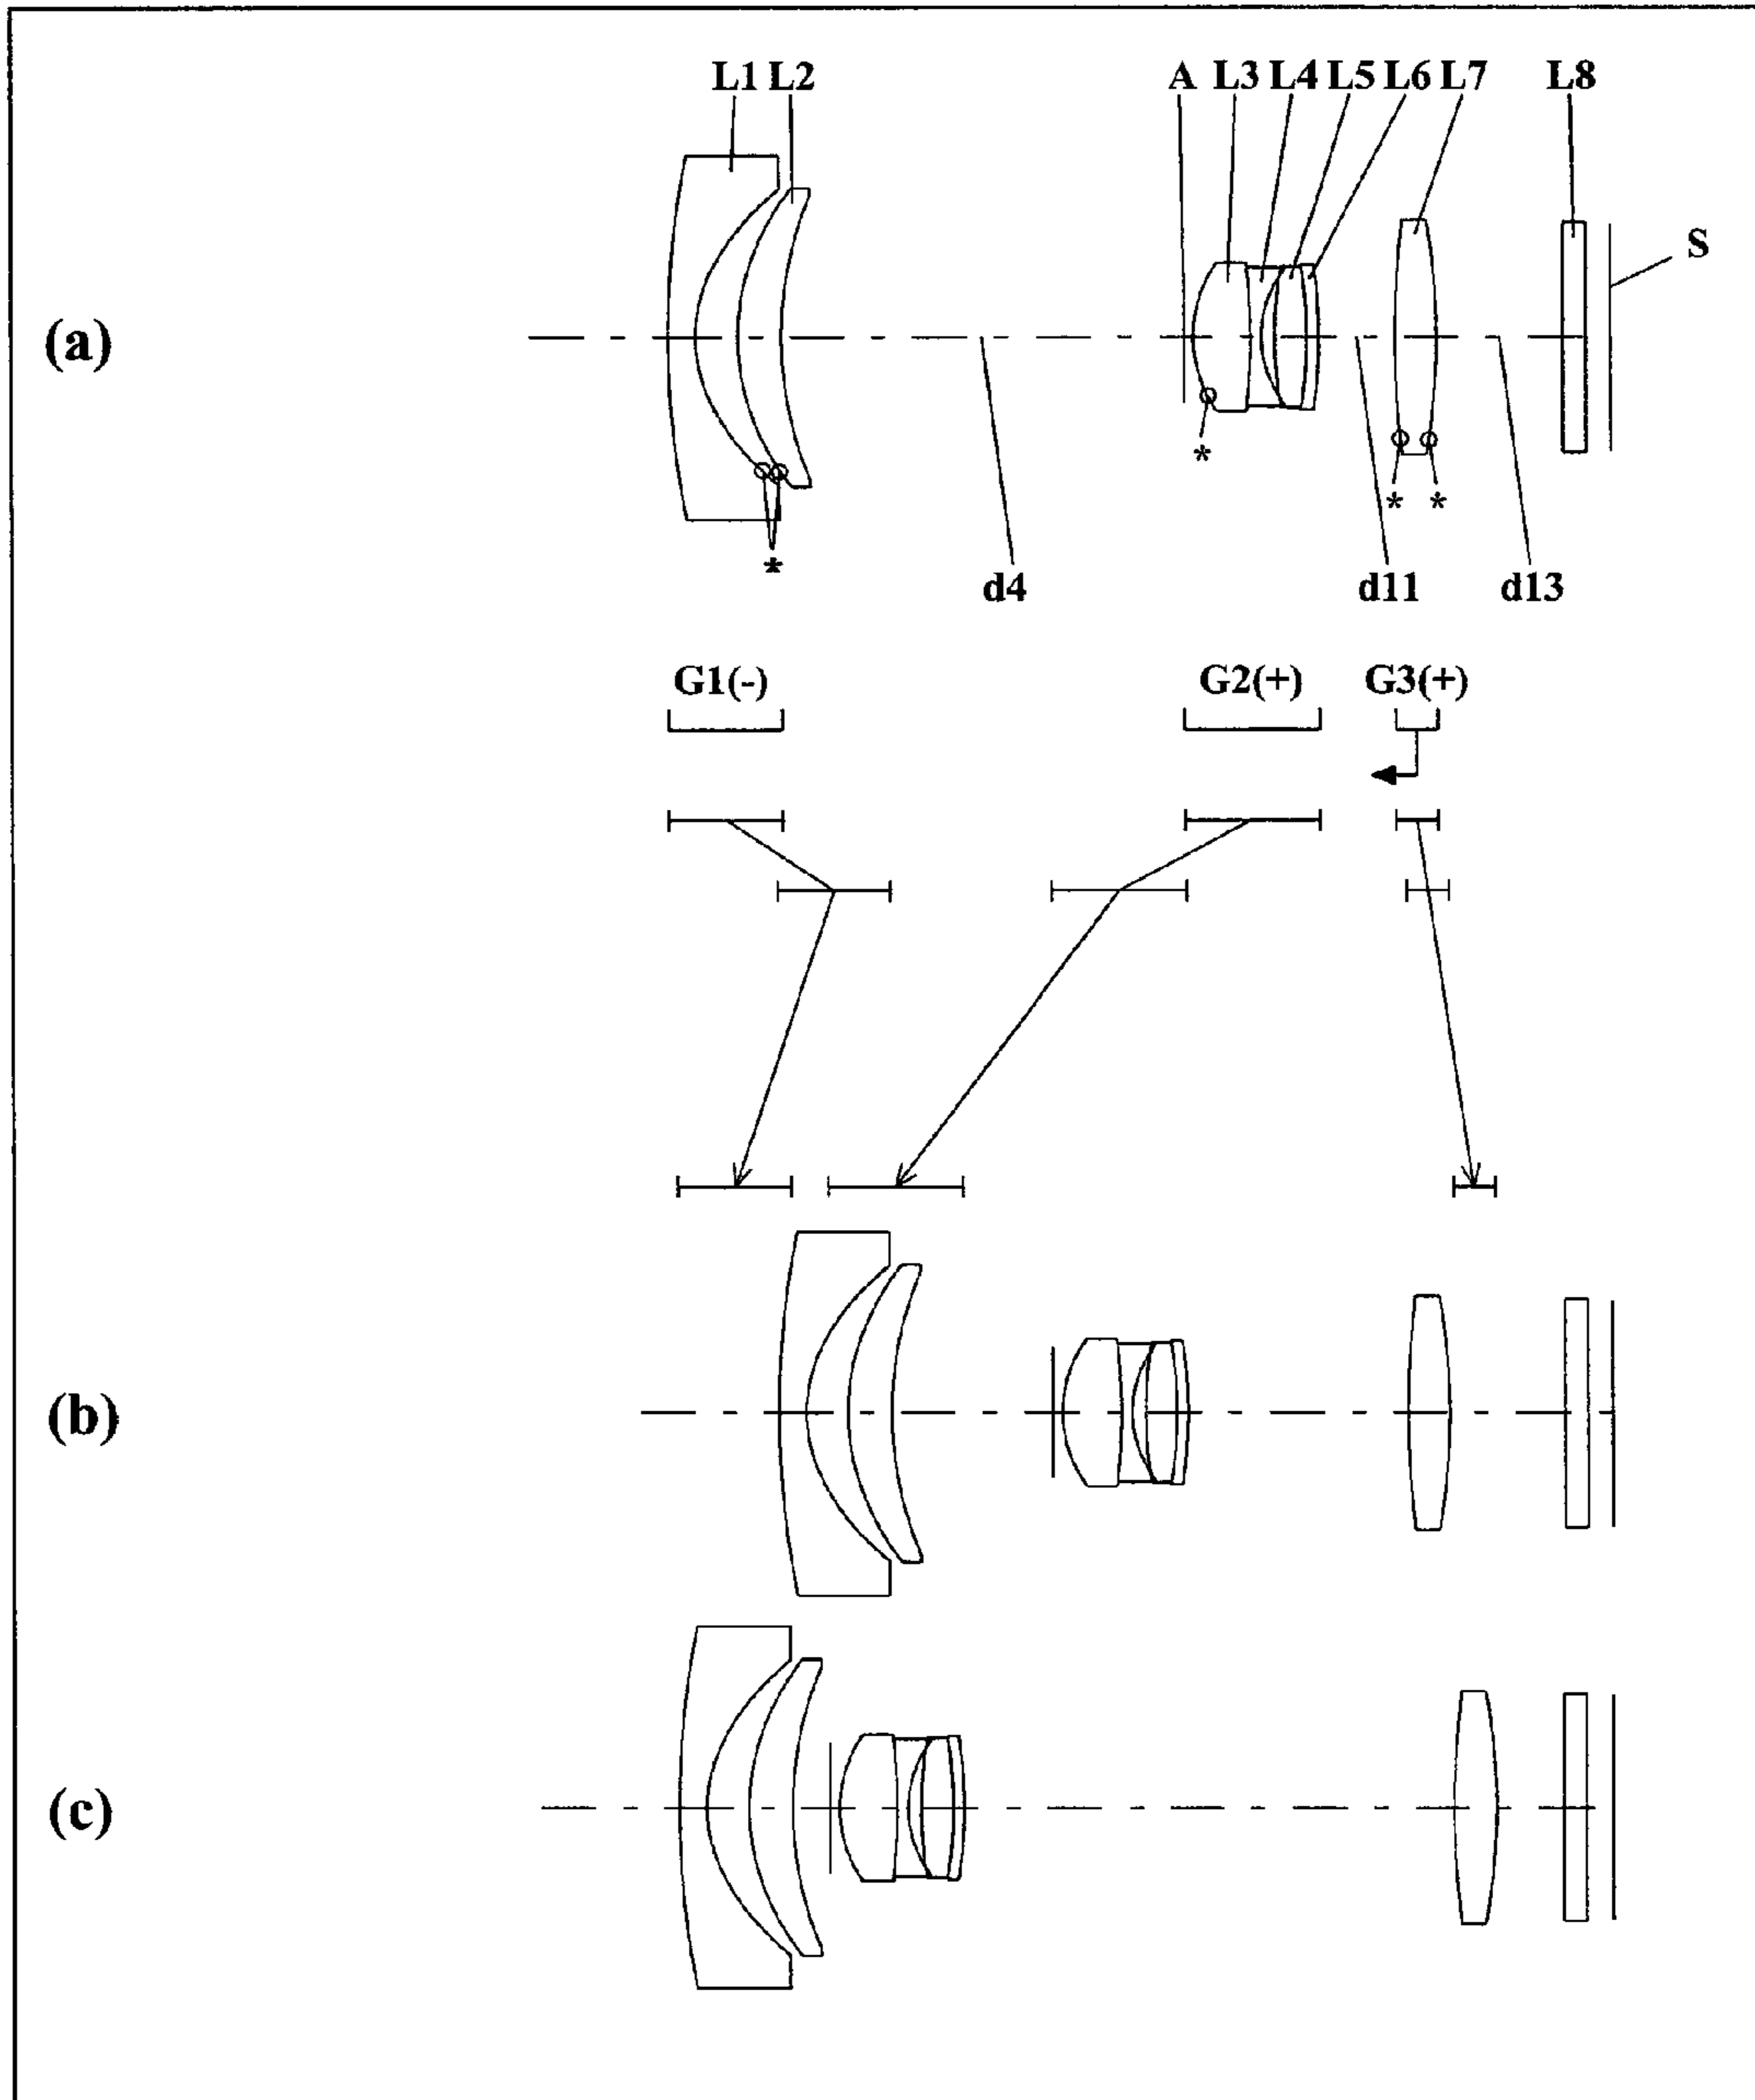 L1 L2 A L3 L4 L5 L6 L7 L8
S
(a)
* * *
*
d4 d11 d13
G1(-) G2(+) G3(+)
(b)
(c)